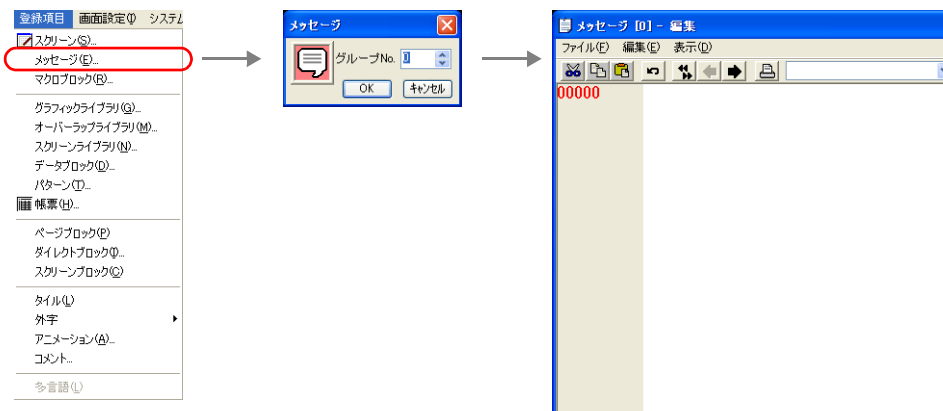 登録項目 画面設定(I) システム
スクリーン(S)...
メッセージ(E)...
マクロブロック(R)...
グラフィックライブラリ(G)...
オーバーラップライブラリ(M)...
スクリーンライブラリ(N)...
データブロック(D)...
パターン(T)...
帳票(H)...
ページブロック(P)
ダイレクトブロック(I)...
スクリーンブロック(C)
タイル(L)
外字
アニメーション(A)...
コメント...
多言語(L)
メッセージ
グループNo. 0
OK キャンセル
メッセージ [0] - 編集
ファイル(F) 編集(E) 表示(D)
00000